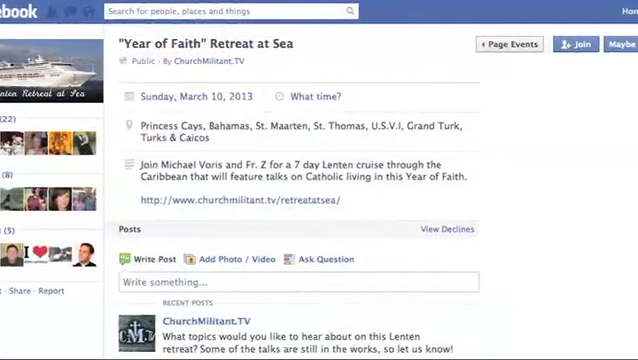 ebook
Search for people, places and things
Hom
"Year of Faith" Retreat at Sea
Page Events
Join
Maybe
Public · By ChurchMilitant.TV
Lenten Retreat at Sea
Sunday, March 10, 2013
What time?
(22)
Princess Cays, Bahamas, St. Maarten, St. Thomas, U.S.V.I, Grand Turk,
Turks & Caicos
(8)
Join Michael Voris and Fr. Z for a 7 day Lenten cruise through the
Caribbean that will feature talks on Catholic living in this Year of Faith.
http://www.churchmilitant.tv/retreatatsea/
(5)
Posts
View Declines
I
Write Post
Add Photo / Video
Ask Question
Write something...
t · Share · Report
RECENT POSTS
ChurchMilitant.TV
CMT
What topics would you like to hear about on this Lenten
retreat? Some of the talks are still in the works, so let us know!